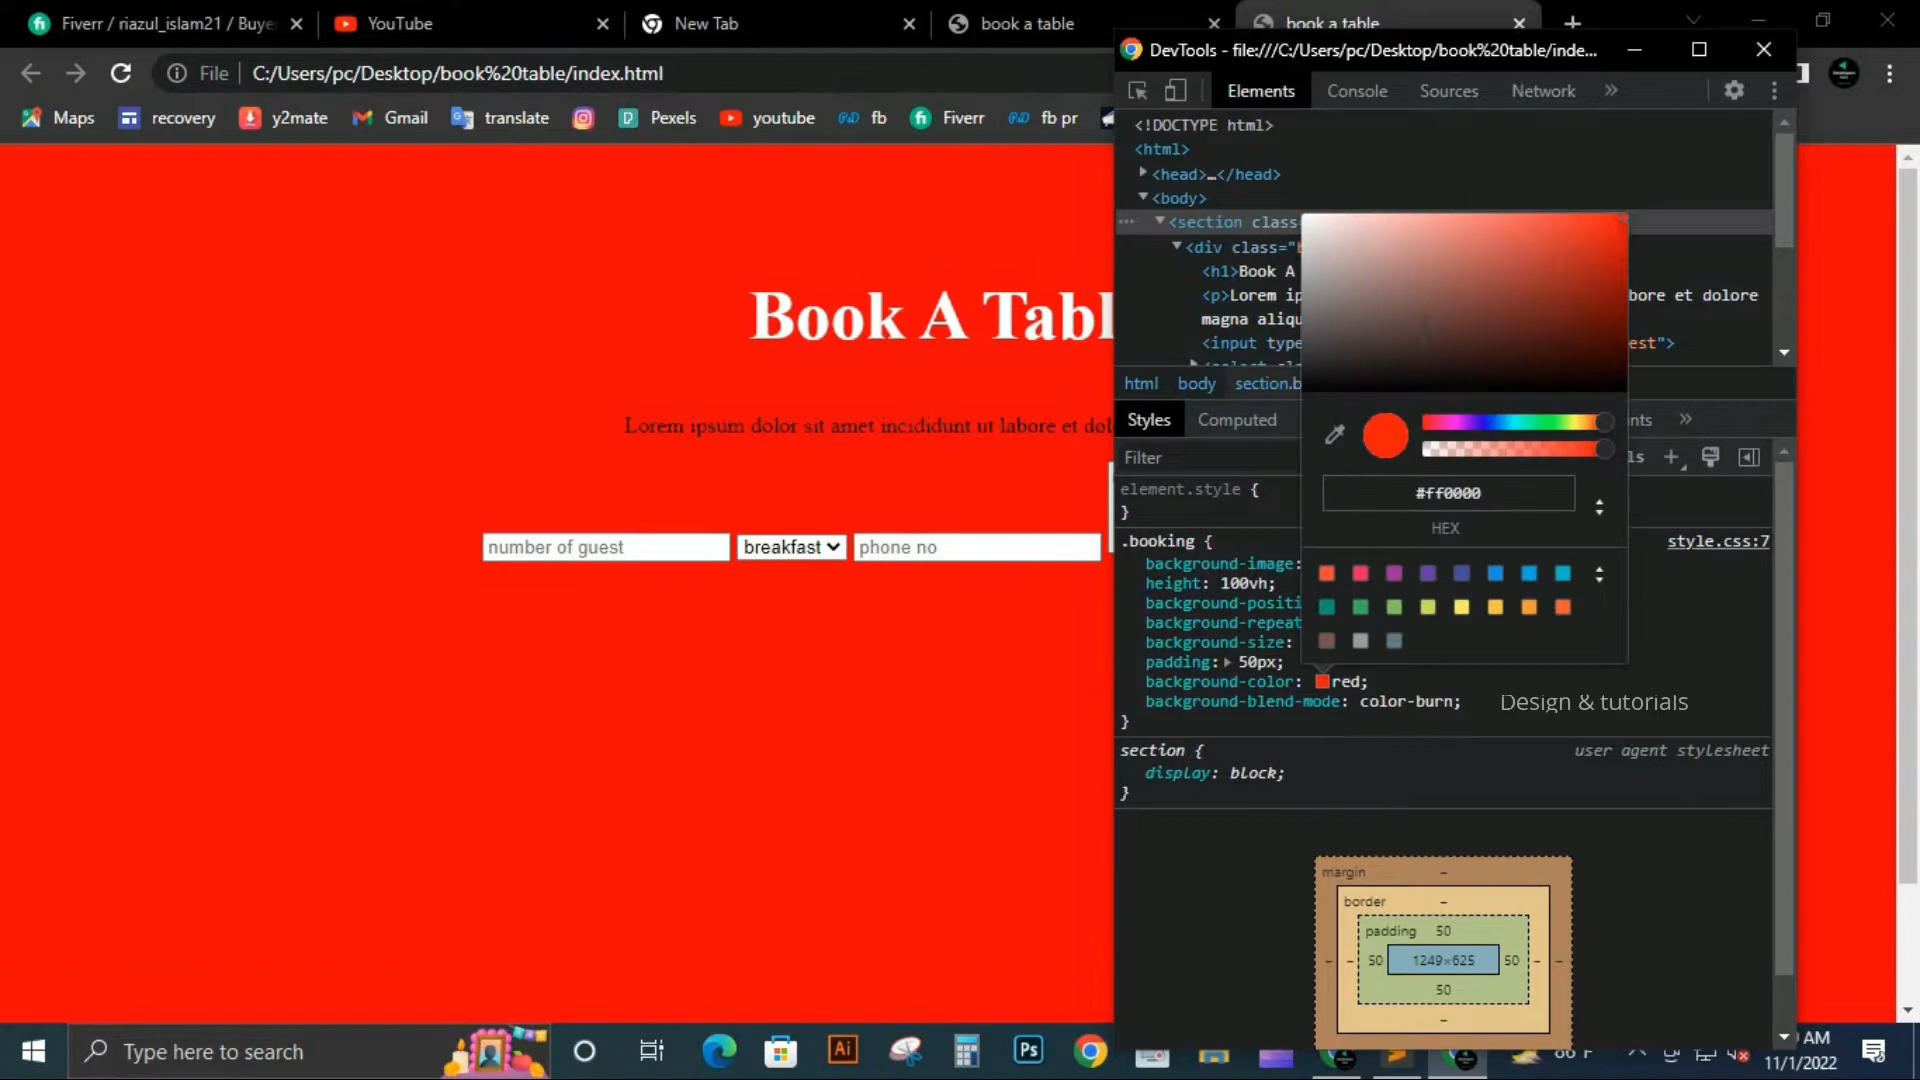 Fiverr / riazul_islam21 / Buye
YouTube
New Tab
book a table
book a table
File
C:/Users/pc/Desktop/book%20table/index.html
Maps
recovery
y2mate
Gmail
translate
Pexels
youtube
fb
Fiverr
fb pr
Book A Tabl
Lorem ipsum dolor sit amet incididunt ut labore et dol
number of guest
breakfast
phone no
DevTools - file:///C:/Users/pc/Desktop/book%20table/inde...
Elements
Console
Sources
Network
»
<!DOCTYPE html>
<html>
<head>…</head>
<body>
<section class
<div class="
<h1>Book A
<p>Lorem ip
bore et dolore
magna aliqu
<input type
est">
html
body
section.b
Styles
Computed
nts
»
Filter
ls
element.style {
}
.booking {
style.css:7
background-image:
height: 100vh;
background-positi
background-repeat
background-size:
padding: 50px;
background-color: red;
background-blend-mode: color-burn;
}
#ff0000
HEX
Design & tutorials
section {
user agent stylesheet
display: block;
}
margin
border
padding 50
50 1249×625 50
50
Type here to search
Ai
Ps
AM
11/1/2022